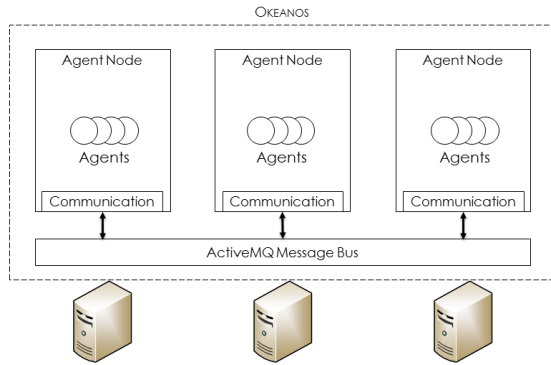 OKEANOS
Agent Node
Agent Node
Agent Node
Agents
Agents
Agents
Communication
Communication
Communication
ActiveMQ Message Bus